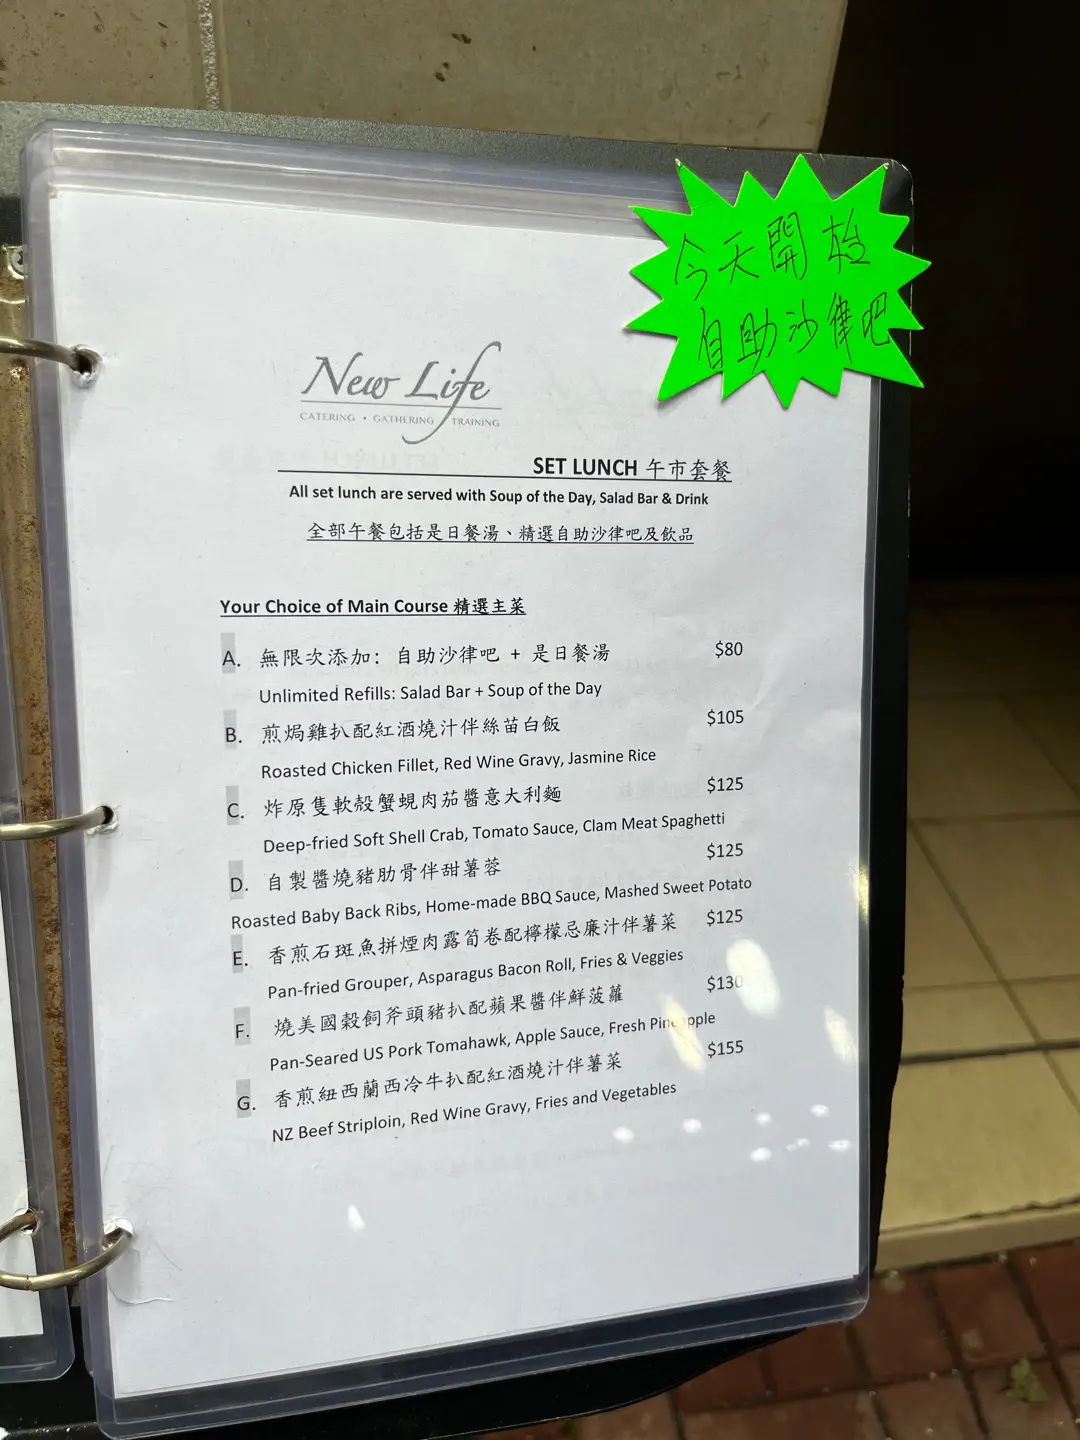 今天開始
自助沙律吧
New Life
CATERING • GATHERING TRAINING
SET LUNCH 午市套餐
All set lunch are served with Soup of the Day, Salad Bar & Drink
全部午餐包括是日餐湯、精選自助沙律吧及飲品
Your Choice of Main Course 精選主菜
A. 無限次添加: 自助沙律吧 + 是日餐湯 $80
Unlimited Refills: Salad Bar + Soup of the Day
B. 煎焗雞扒配紅酒燒汁伴絲苗白飯 $105
Roasted Chicken Fillet, Red Wine Gravy, Jasmine Rice
C. 炸原隻軟殼蟹蜆肉茄醬意大利麵 $125
Deep-fried Soft Shell Crab, Tomato Sauce, Clam Meat Spaghetti
D. 自製醬燒豬肋骨伴甜薯蓉 $125
Roasted Baby Back Ribs, Home-made BBQ Sauce, Mashed Sweet Potato
E. 香煎石斑魚拼煙肉露筍卷配檸檬忌廉汁伴薯菜 $125
Pan-fried Grouper, Asparagus Bacon Roll, Fries & Veggies
F. 燒美國穀飼斧頭豬扒配蘋果醬伴鮮菠蘿 $130
Pan-Seared US Pork Tomahawk, Apple Sauce, Fresh Pineapple
G. 香煎紐西蘭西冷牛扒配紅酒燒汁伴薯菜 $155
NZ Beef Striploin, Red Wine Gravy, Fries and Vegetables